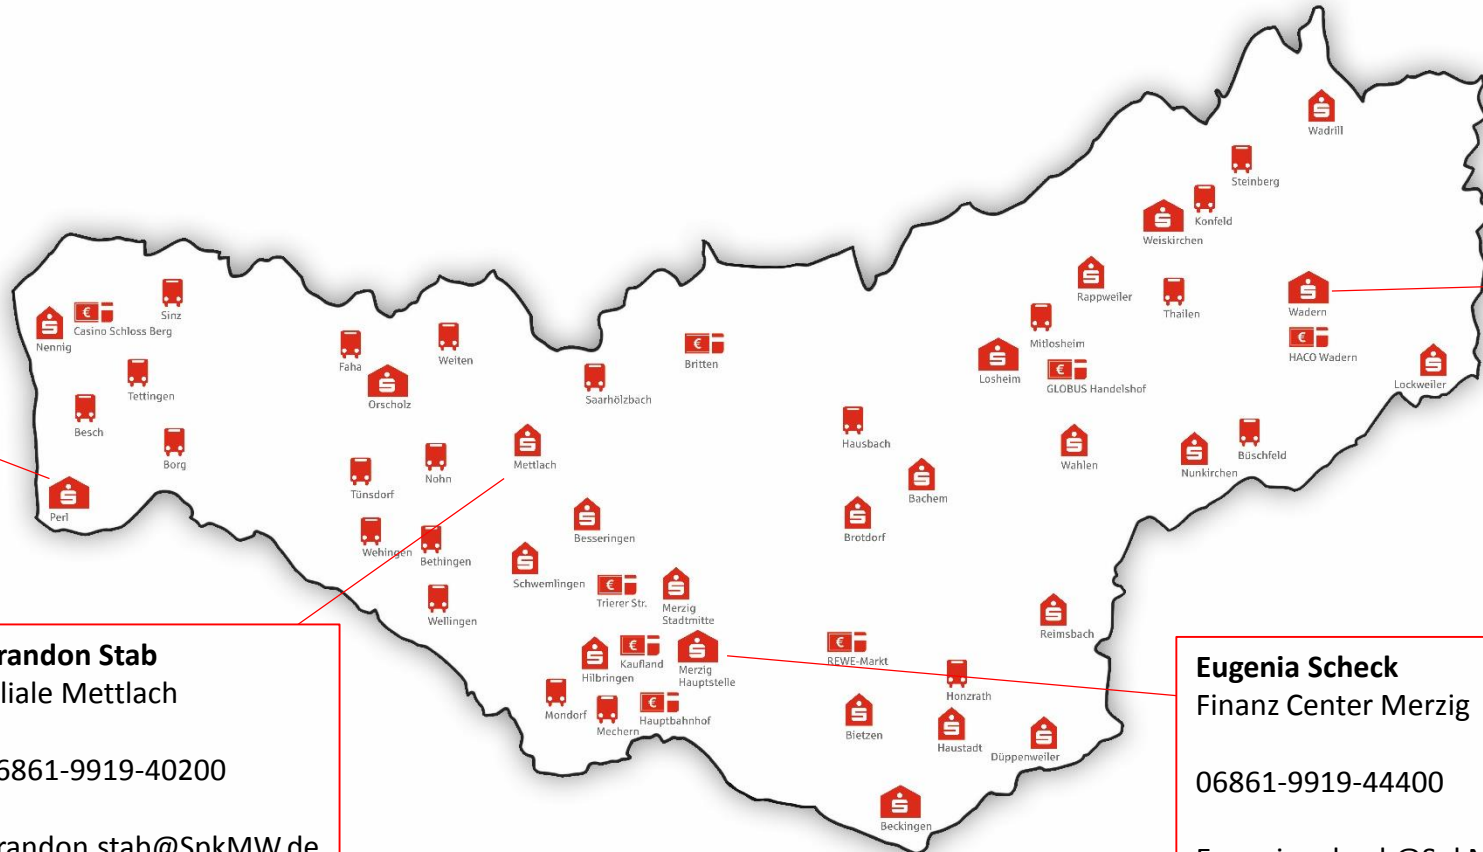 Wadrill
Steinberg
Konfeld
Weiskirchen
Rappweiler
Thailen
Wadern
Sinz
€
Casino Schloss Berg
Nennig
Mitlosheim
€
HACO Wadern
Faha
Weiten
€
Britten
Losheim
€
GLOBUS Handelshof
Lockweiler
Tettingen
Orscholz
Saarhölzbach
Besch
Borg
Hausbach
Mettlach
Wahlen
Nunkirchen
Büschfeld
Tünsdorf
Nohn
Bachem
Perl
Besseringen
Brotdorf
Wehingen
Bethingen
Schwemlingen
€
Trierer Str.
Merzig
Stadtmitte
Wellingen
Reimsbach
Hilbringen
€
Kaufland
Merzig
Hauptstelle
€
REWE-Markt
Honzrath
Mondorf
Mechern
€
Hauptbahnhof
Bietzen
Haustadt
Düppenweiler
Beckingen
randon Stab
liale Mettlach
6861-9919-40200
randon.stab@SpkMW.de
Eugenia Scheck
Finanz Center Merzig
06861-9919-44400